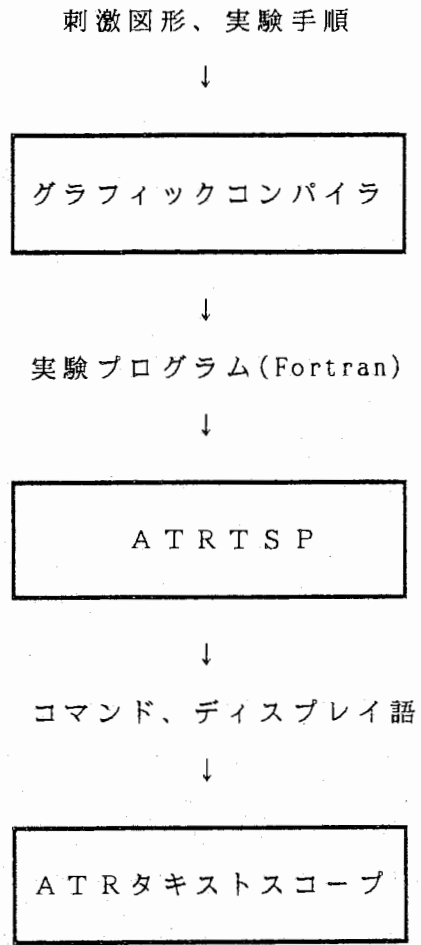 刺激図形、実験手順
↓
グラフィックコンパイラ
↓
実験プログラム(Fortran)
↓
ATRTSP
↓
コマンド、ディスプレイ語
↓
ATRタキストスコープ